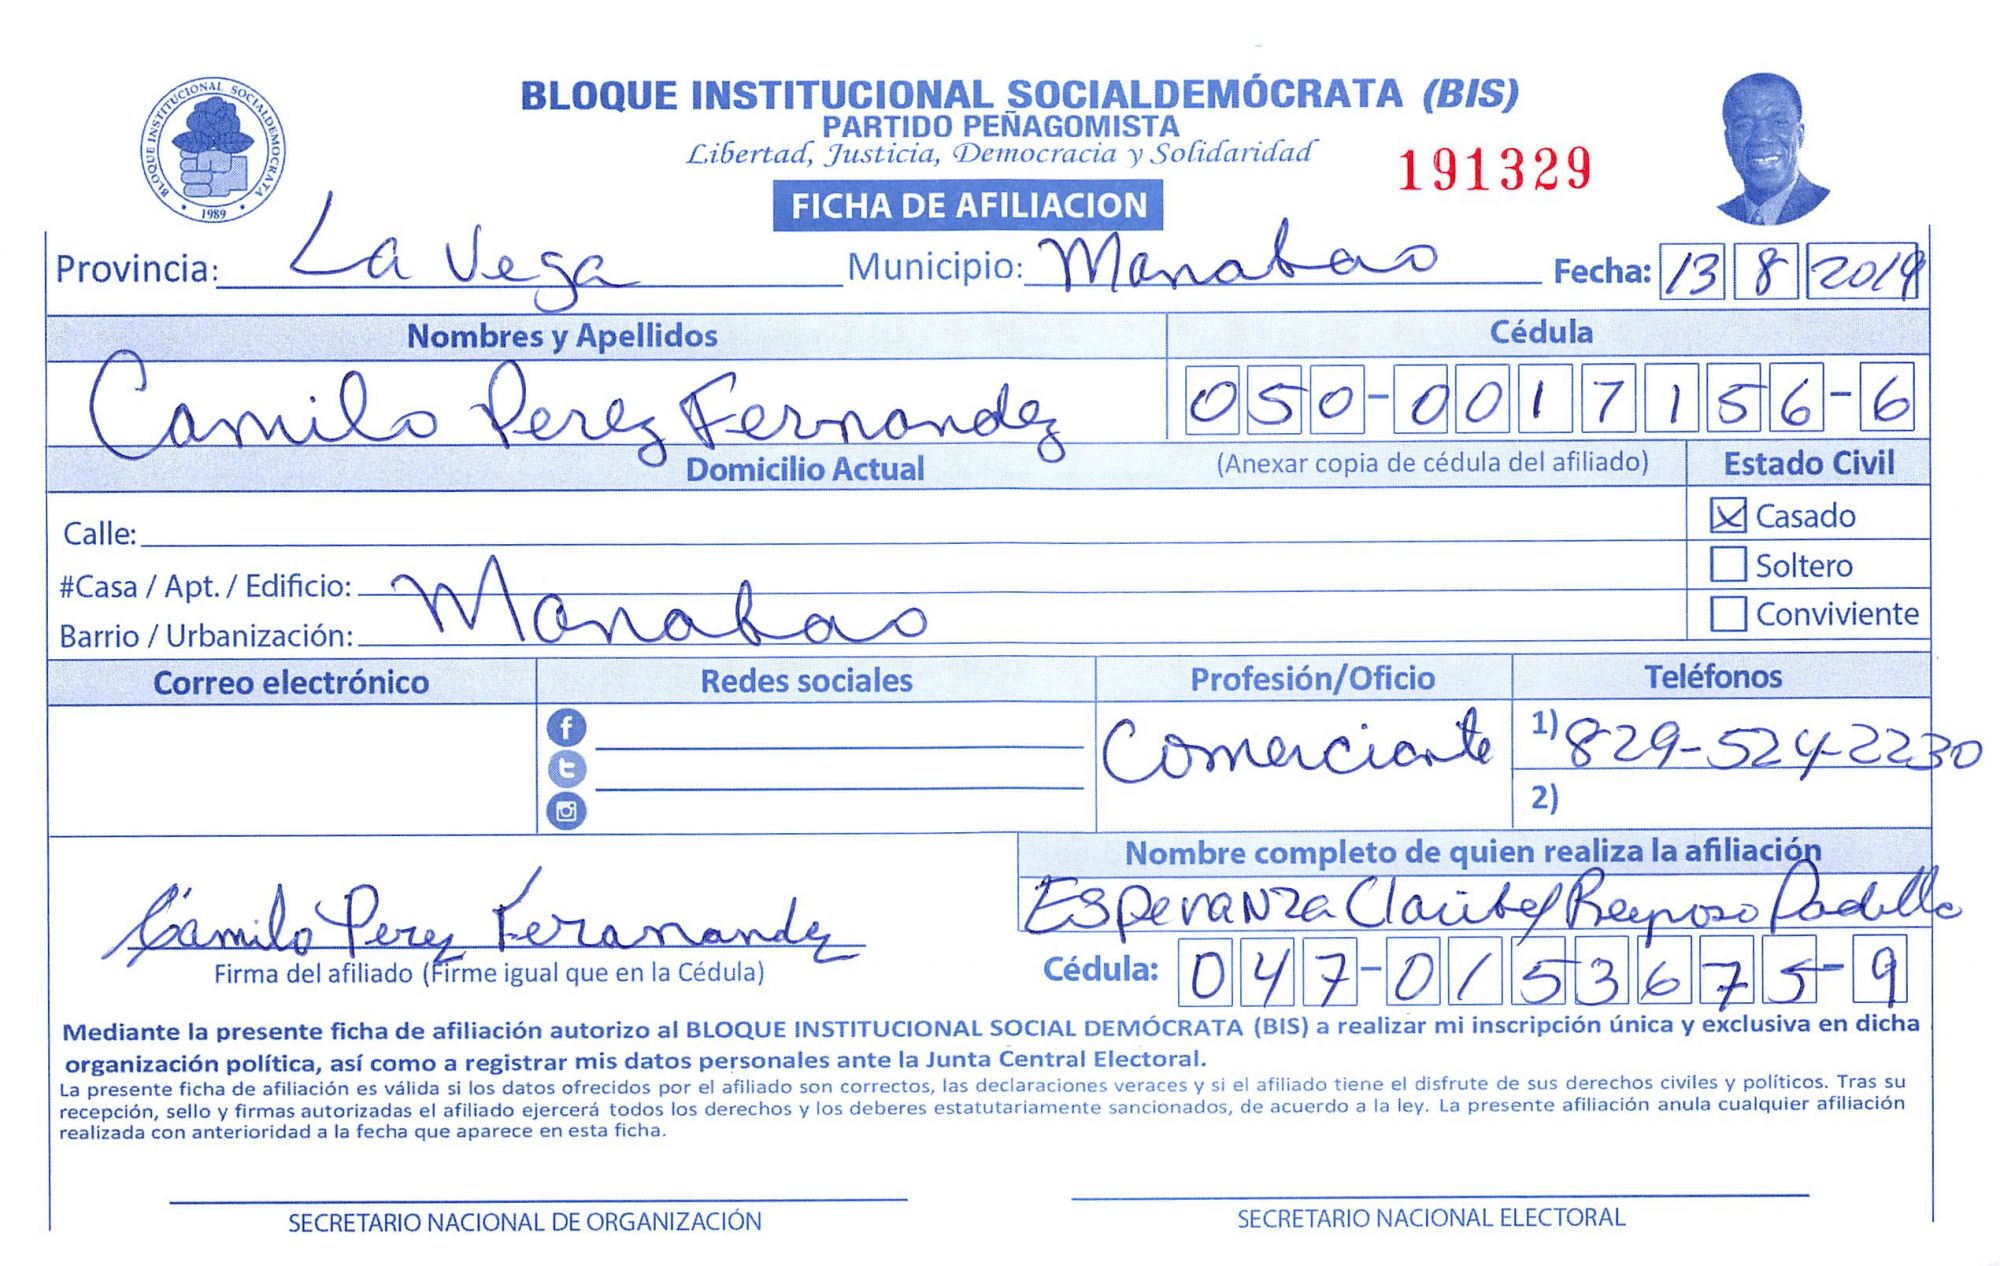 BLOQUE INSTITUCIONAL SOCIALDEMÓCRATA (BIS)
PARTIDO PEÑAGOMISTA
Libertad, Justicia, Democracia y Solidaridad
191329
BLOQUE INSTITUCIONAL SOCIALDEMOCRATA
1989
FICHA DE AFILIACION
Provincia: La Vega Municipio: Manabao Fecha: 13 8 2019
Nombres y Apellidos Cédula
Camilo Perez Fernandez 050-0017156-6
Domicilio Actual (Anexar copia de cédula del afiliado) Estado Civil
Calle: Casado
#Casa / Apt. / Edificio: Soltero
Barrio / Urbanización: Manabao Conviviente
Correo electrónico Redes sociales Profesión/Oficio Teléfonos
Comerciante 1) 829-524-2230
2)
Nombre completo de quien realiza la afiliación
Esperanza Reynoso Padilla
Camilo Perez Feranandez
Firma del afiliado (Firme igual que en la Cédula) Cédula: 047-0153675-9
Mediante la presente ficha de afiliación autorizo al BLOQUE INSTITUCIONAL SOCIAL DEMÓCRATA (BIS) a realizar mi inscripción única y exclusiva en dicha
organización política, así como a registrar mis datos personales ante la Junta Central Electoral.
La presente ficha de afiliación es válida si los datos ofrecidos por el afiliado son correctos, las declaraciones veraces y si el afiliado tiene el disfrute de sus derechos civiles y políticos. Tras su
recepción, sello y firmas autorizadas el afiliado ejercerá todos los derechos y los deberes estatutariamente sancionados, de acuerdo a la ley. La presente afiliación anula cualquier afiliación
realizada con anterioridad a la fecha que aparece en esta ficha.
SECRETARIO NACIONAL DE ORGANIZACIÓN SECRETARIO NACIONAL ELECTORAL